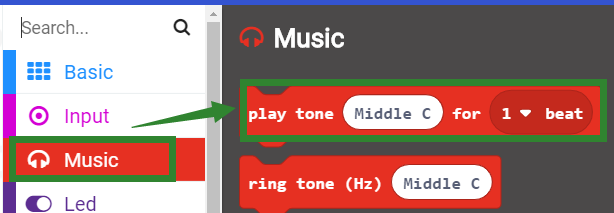 Search...
Basic
Input
Music
Led
Music
play tone Middle C for 1 beat
ring tone (Hz) Middle C